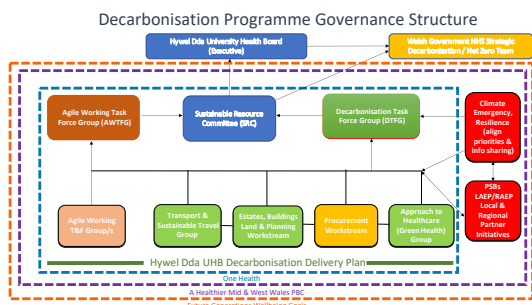 Decarbonisation Programme Governance Structure
Hywel Dda University Health Board
(Executive)
Welsh Government NHS Strategic
Decarbonisation / Net Zero Team
Agile Working Task
Force Group (AWTFG)
Sustainable Resource
Committee (SRC)
Decarbonisation Task
Force Group (DTFG)
Climate
Emergency,
Resilience
(align
priorities &
info sharing)
Agile Working
T&F Group/s
Transport &
Sustainable Travel
Group
Estates, Buildings
Land & Planning
Workstream
Procurement
Workstream
Approach to
Healthcare
(Green Health)
Group
PSBs
LAEP/RAEP
Local &
Regional
Partner
Initiatives
Hywel Dda UHB Decarbonisation Delivery Plan
One Health
A Healthier Mid & West Wales PBC
Future Generations Wellbeing Goals